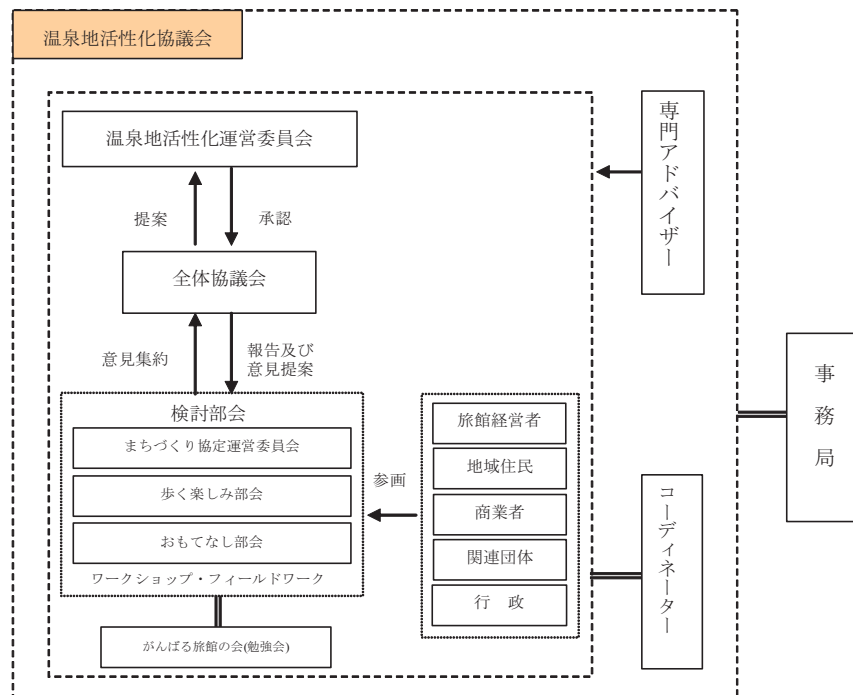 温泉地活性化協議会
温泉地活性化運営委員会
提案
承認
全体協議会
意見集約
報告及び
意見提案
検討部会
まちづくり協定運営委員会
歩く楽しみ部会
おもてなし部会
ワークショップ・フィールドワーク
がんばる旅館の会(勉強会)
参画
旅館経営者
地域住民
商業者
関連団体
行　政
専門アドバイザー
コーディネーター
事務局